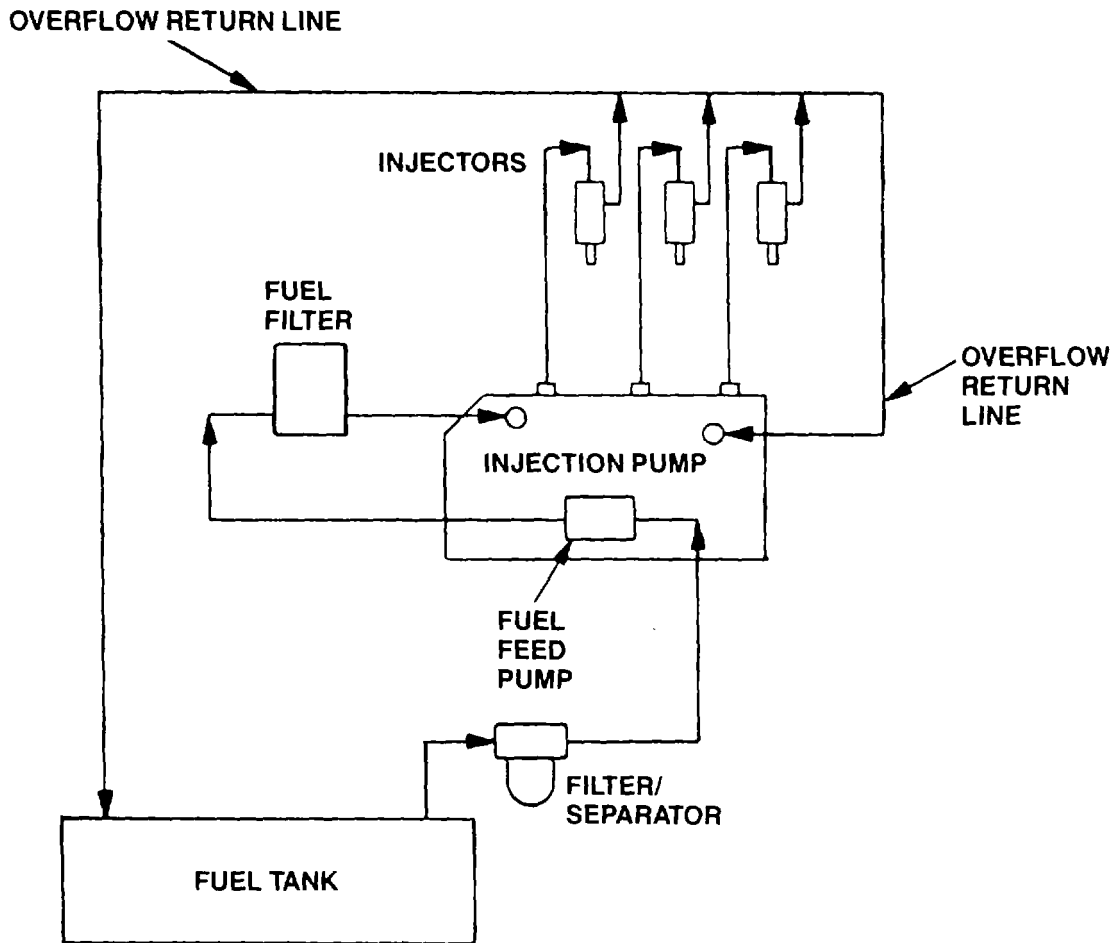 OVERFLOW RETURN LINE
INJECTORS
FUEL
FILTER
OVERFLOW
RETURN
LINE
INJECTION PUMP
FUEL
FEED
PUMP
FILTER/
SEPARATOR
FUEL TANK